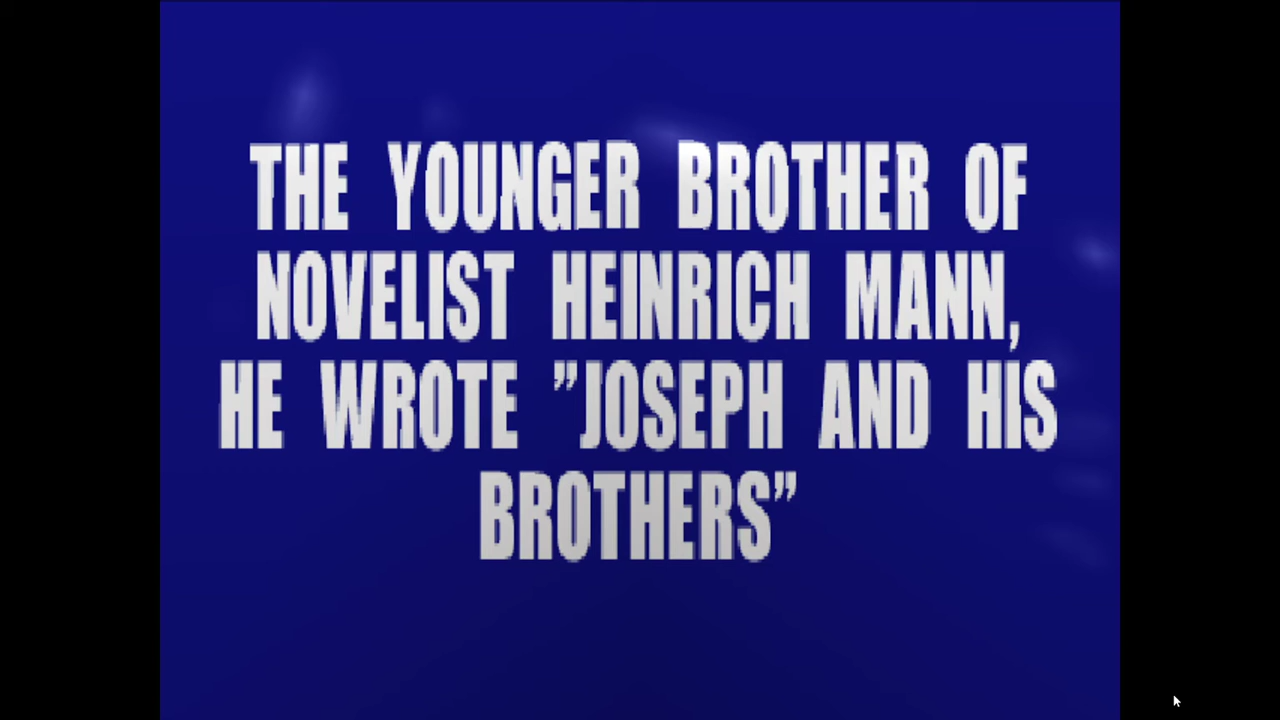 THE YOUNGER BROTHER OF
NOVELIST HEINRICH MANN,
HE WROTE ”JOSEPH AND HIS
BROTHERS”